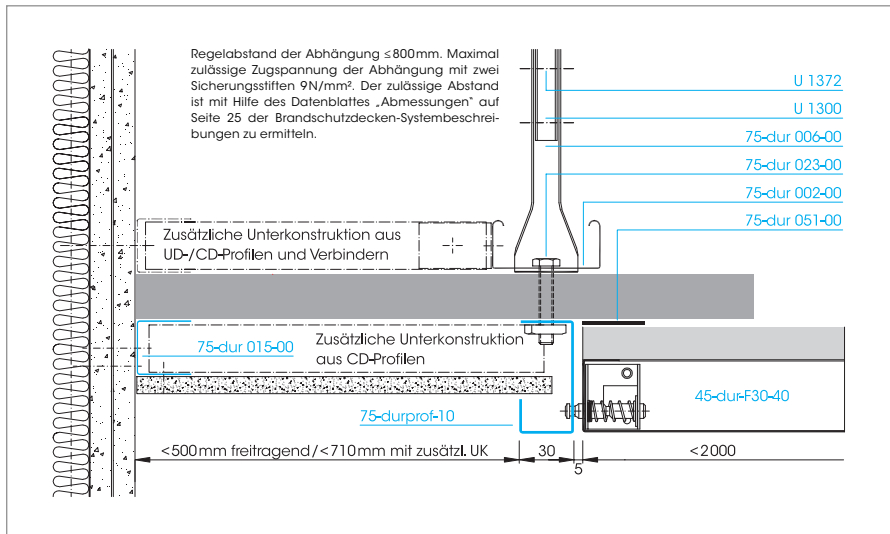 Regelabstand der Abhängung ≤800mm. Maximal
zulässige Zugspannung der Abhängung mit zwei
Sicherungsstiften 9N/mm². Der zulässige Abstand
ist mit Hilfe des Datenblattes „Abmessungen" auf
Seite 25 der Brandschutzdecken-Systembeschrei-
bungen zu ermitteln.
U 1372
U 1300
75-dur 006-00
75-dur 023-00
75-dur 002-00
75-dur 051-00
Zusätzliche Unterkonstruktion aus
UD-/CD-Profilen und Verbindern
75-dur 015-00
Zusätzliche Unterkonstruktion
aus CD-Profilen
75-durprof-10
45-dur-F30-40
<500mm freitragend/<710mm mit zusätzl. UK
30
5
<2000